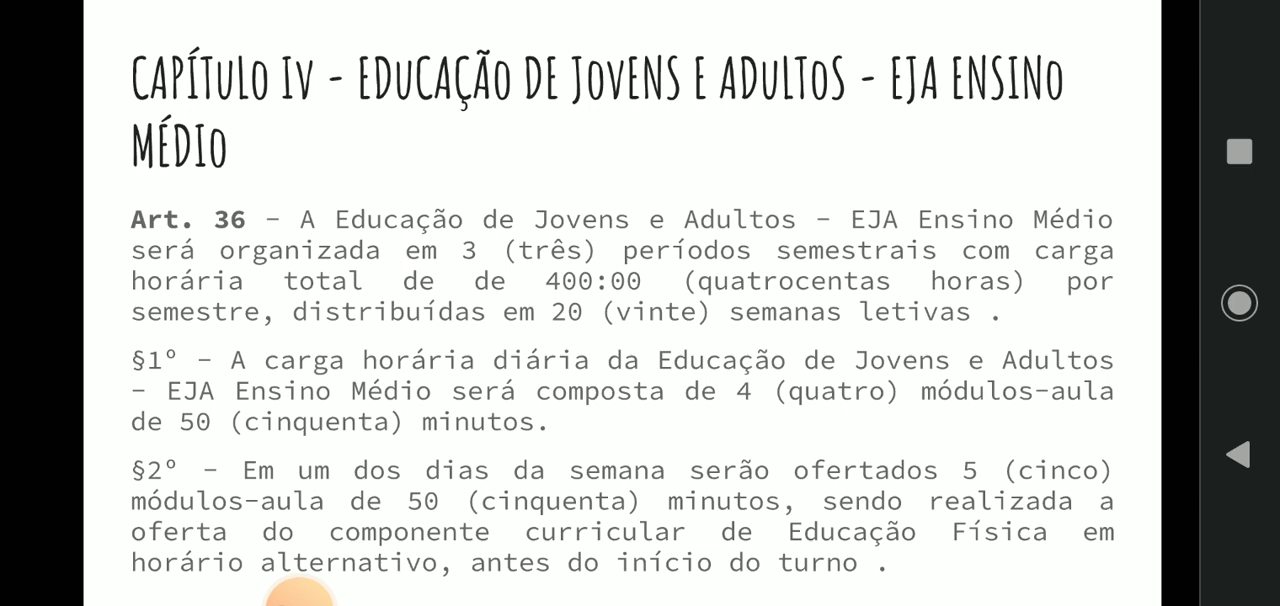 CAPÍTULO IV - EDUCAÇÃO DE JOVENS E ADULTOS - EJA ENSINO
MÉDIO
Art. 36 - A Educação de Jovens e Adultos - EJA Ensino Médio
será organizada em 3 (três) períodos semestrais com carga
horária total de de 400:00 (quatrocentas horas) por
semestre, distribuídas em 20 (vinte) semanas letivas .
§1º - A carga horária diária da Educação de Jovens e Adultos
- EJA Ensino Médio será composta de 4 (quatro) módulos-aula
de 50 (cinquenta) minutos.
§2º - Em um dos dias da semana serão ofertados 5 (cinco)
módulos-aula de 50 (cinquenta) minutos, sendo realizada a
oferta do componente curricular de Educação Física em
horário alternativo, antes do início do turno .